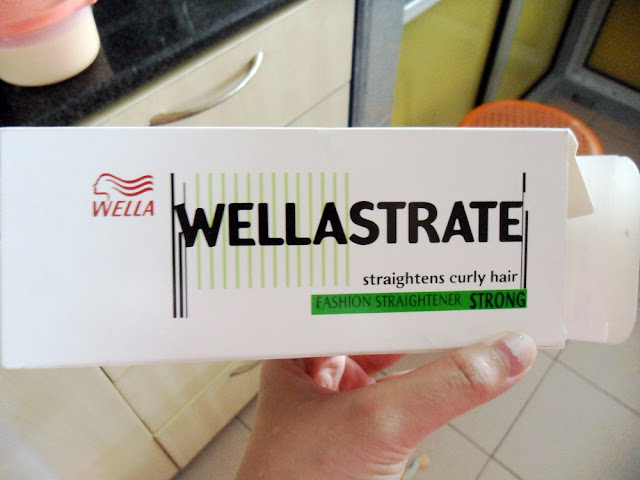 WELLA
WELLASTRATE
straightens curly hair
FASHION STRAIGHTENER STRONG